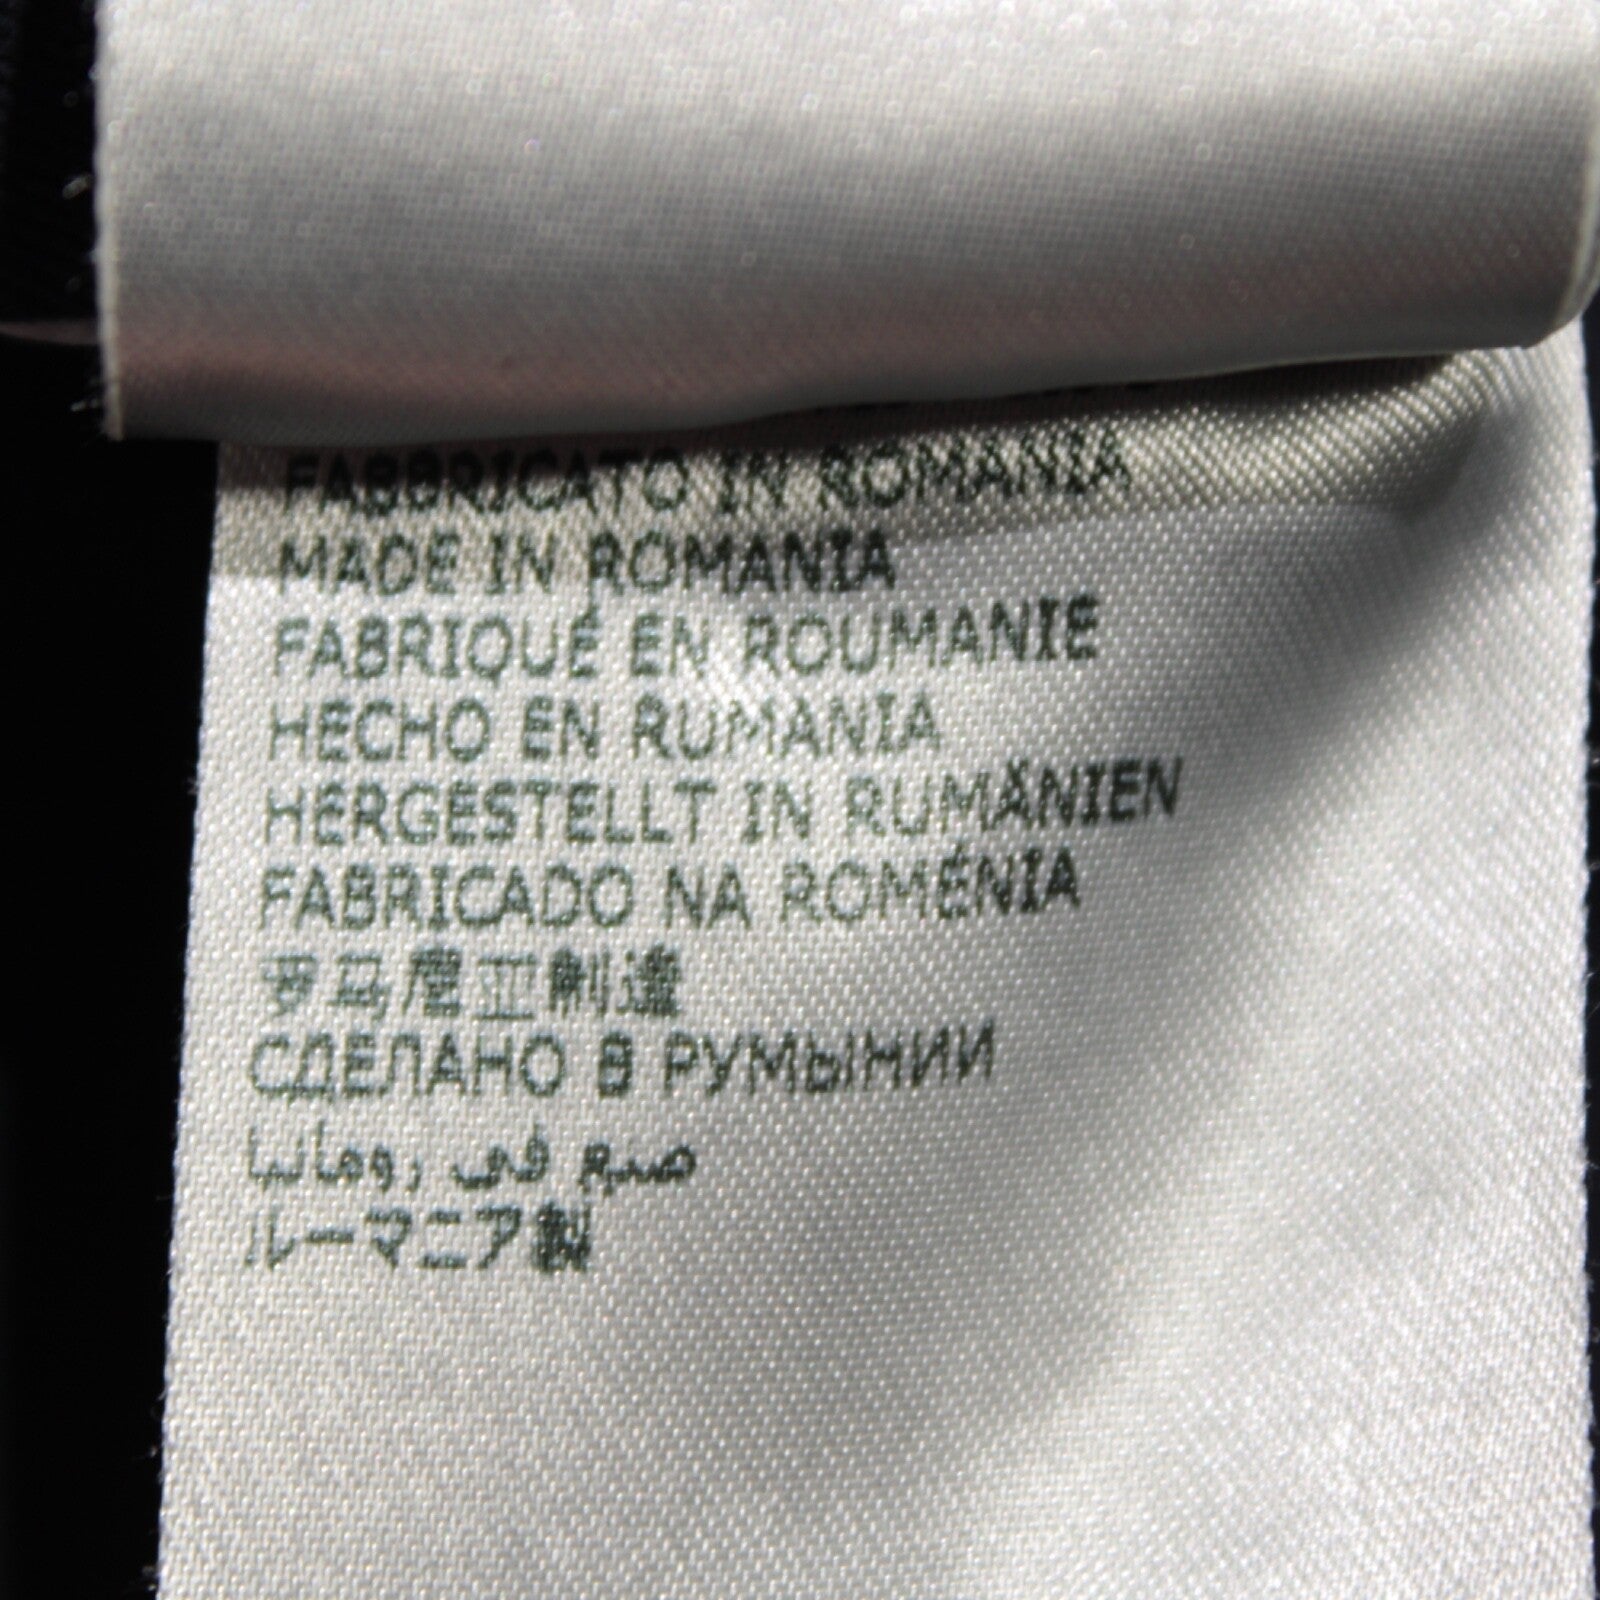 FABBRICATO IN ROMANIA
MADE IN ROMANIA
FABRIQUÉ EN ROUMANIE
HECHO EN RUMANIA
HERGESTELLT IN RUMÄNIEN
FABRICADO NA ROMÉNIA
罗马尼亚制造
СДЕЛАНО В РУМЫНИИ
صنع في رومانيا
ルーマニア製